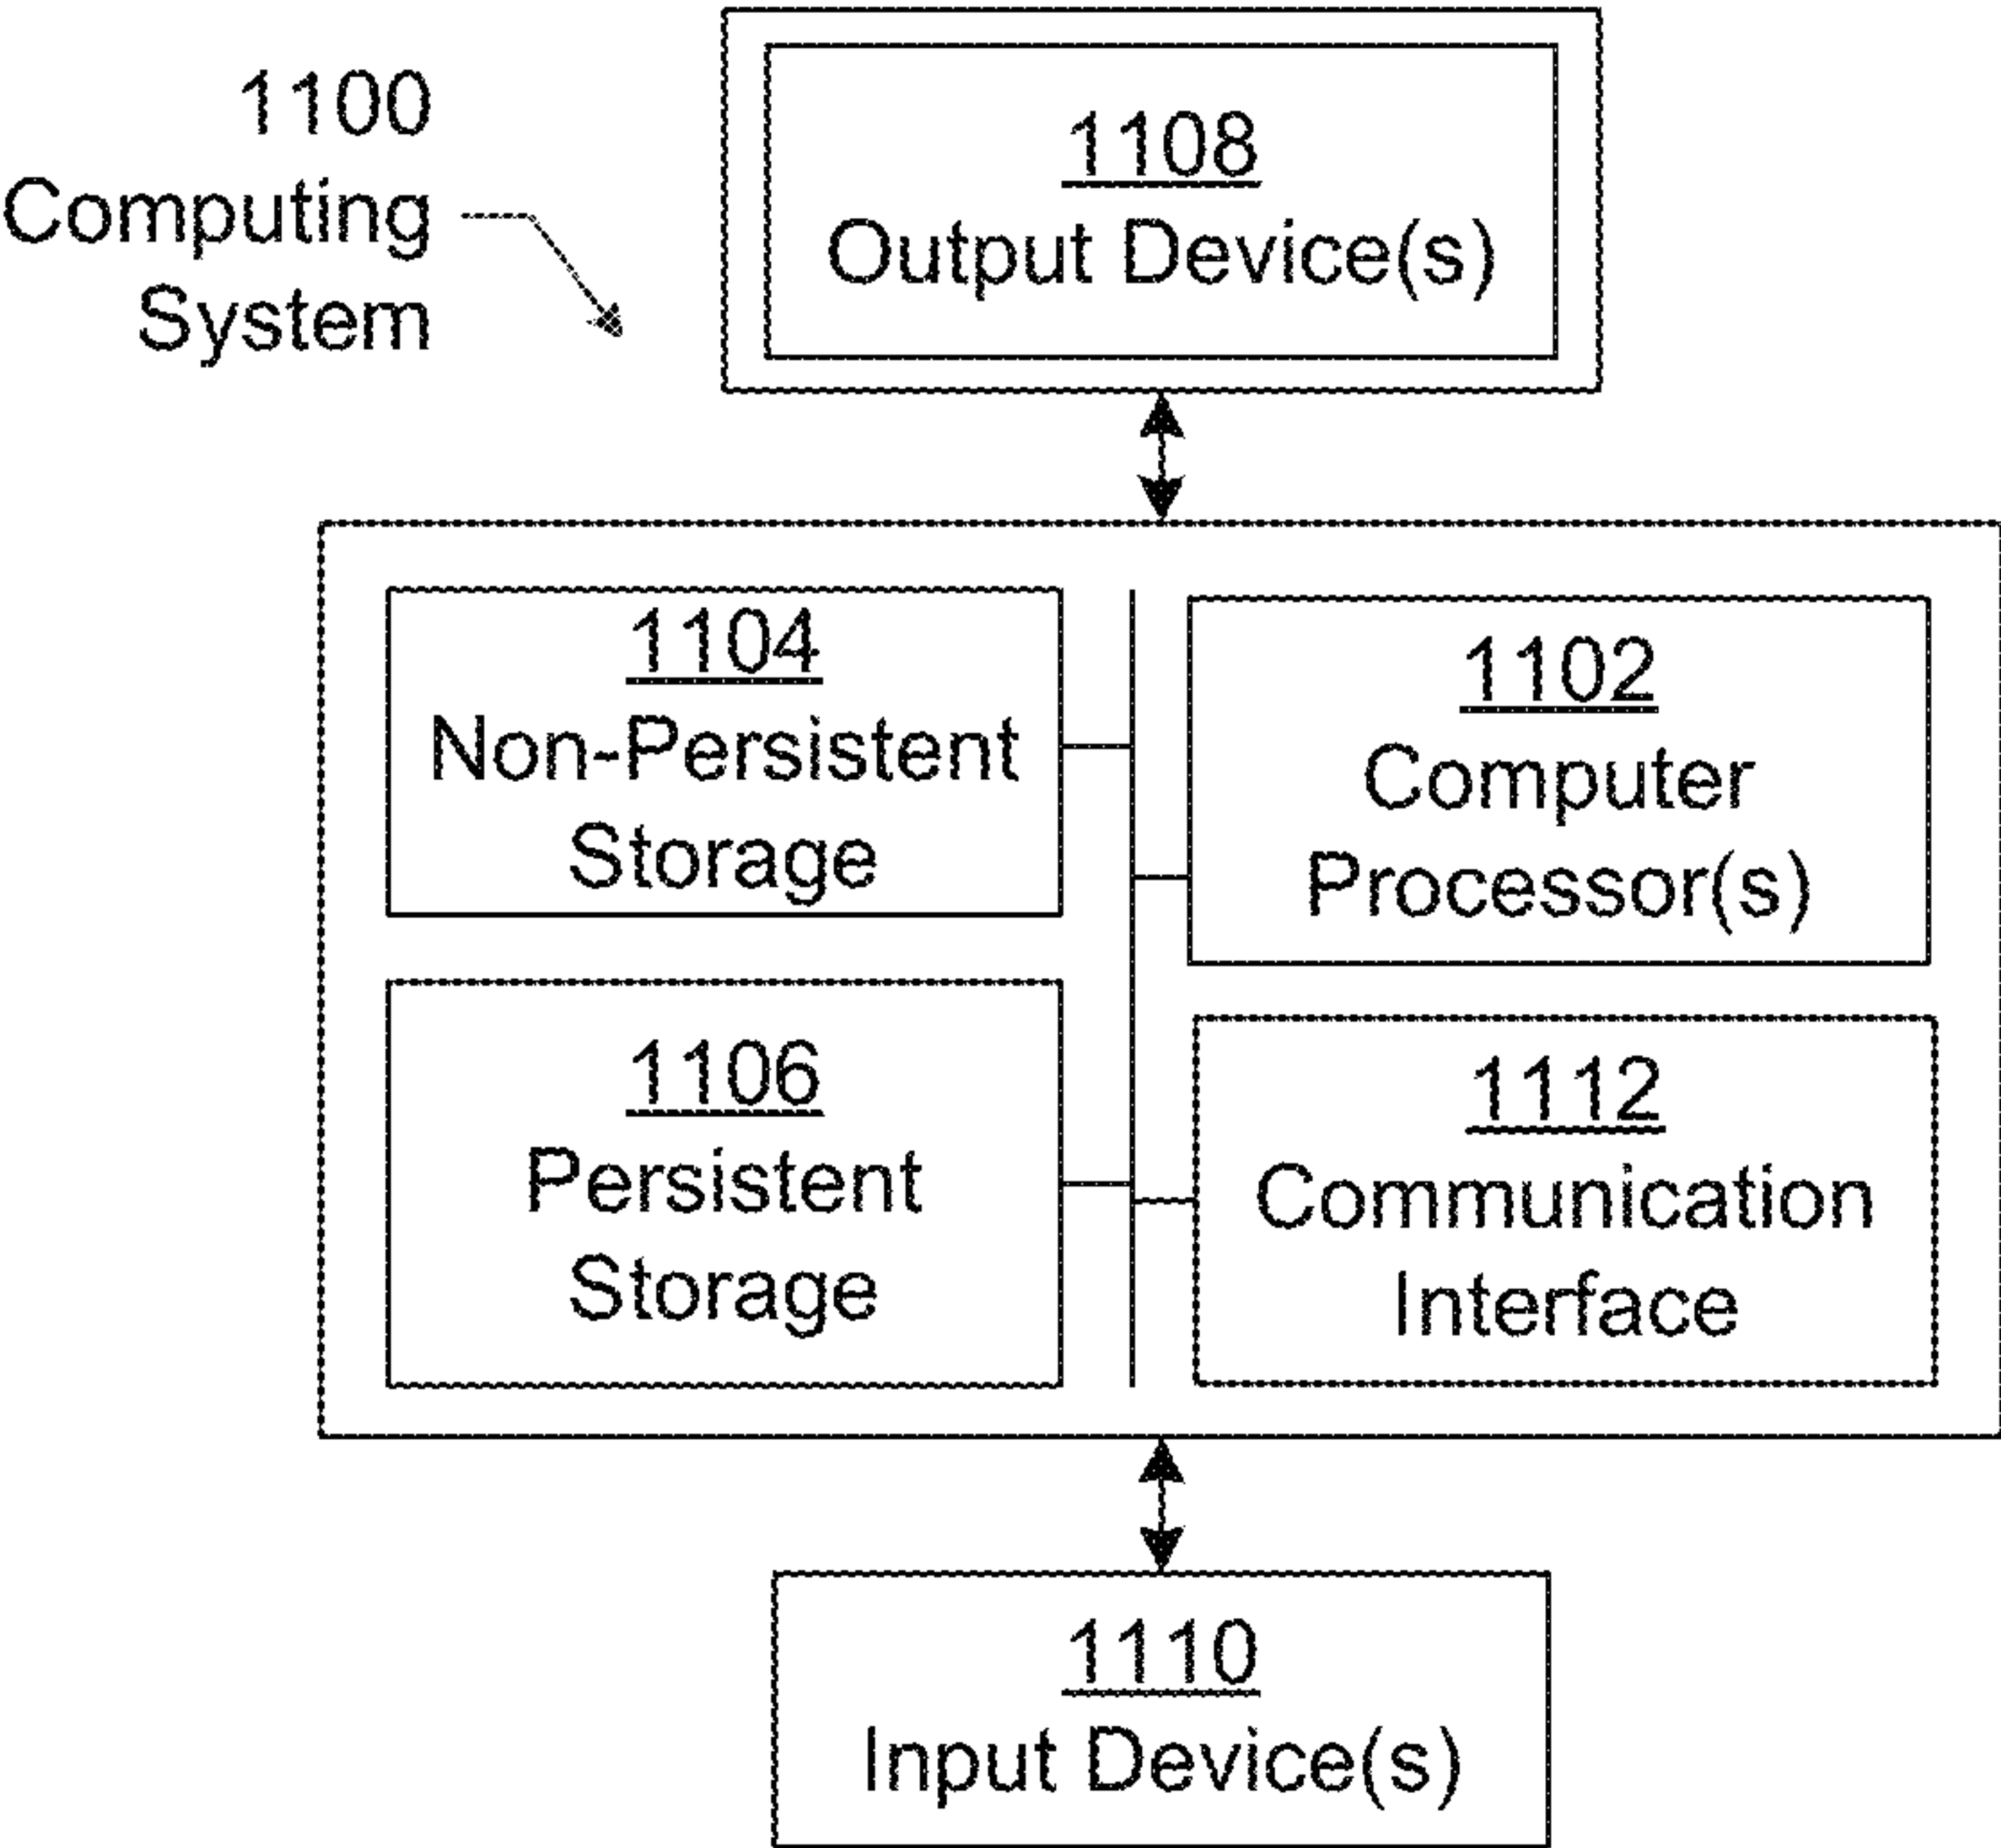 1100
Computing
System
1108
Output Device(s)
1104
Non-Persistent
Storage
1102
Computer
Processor(s)
1106
Persistent
Storage
1112
Communication
Interface
1110
Input Device(s)